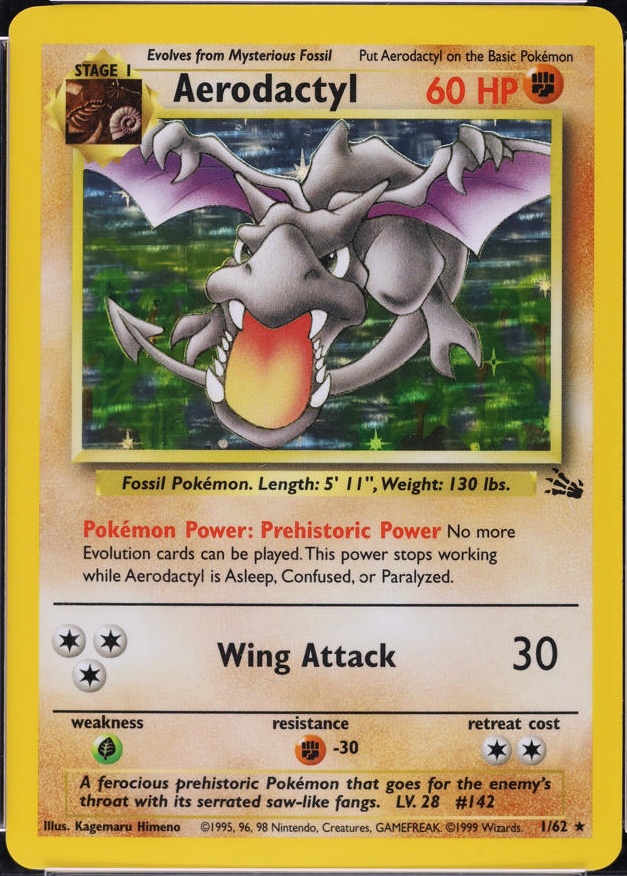 Evolves from Mysterious Fossil Put Aerodactyl on the Basic Pokémon
STAGE 1
Aerodactyl 60 HP
Fossil Pokémon. Length: 5' 11", Weight: 130 lbs.
Pokémon Power: Prehistoric Power No more
Evolution cards can be played. This power stops working
while Aerodactyl is Asleep, Confused, or Paralyzed.
Wing Attack 30
weakness resistance retreat cost
-30
A ferocious prehistoric Pokémon that goes for the enemy's
throat with its serrated saw-like fangs. LV. 28 #142
Illus. Kagemaru Himeno ©1995, 96, 98 Nintendo, Creatures, GAMEFREAK. ©1999 Wizards. 1/62 ★